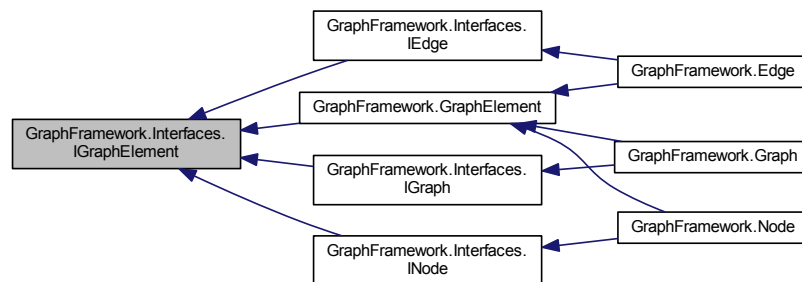 GraphFramework.Interfaces.
IGraphElement
GraphFramework.Interfaces.
IEdge
GraphFramework.GraphElement
GraphFramework.Interfaces.
IGraph
GraphFramework.Interfaces.
INode
GraphFramework.Edge
GraphFramework.Graph
GraphFramework.Node